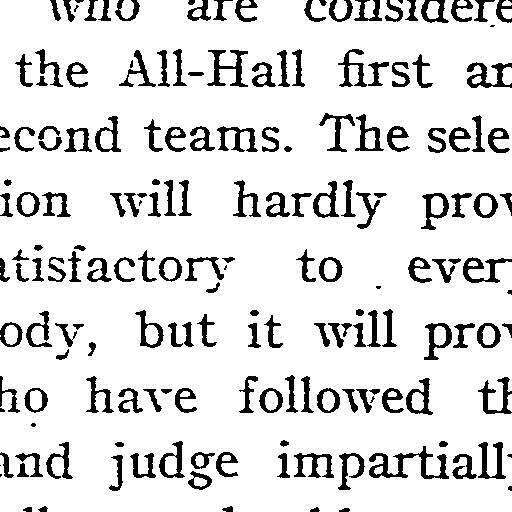 who are considere
the All-Hall first an
econd teams. The sele
ion will hardly prov
atisfactory to every
ody, but it will prov
ho have followed th
and judge impartially